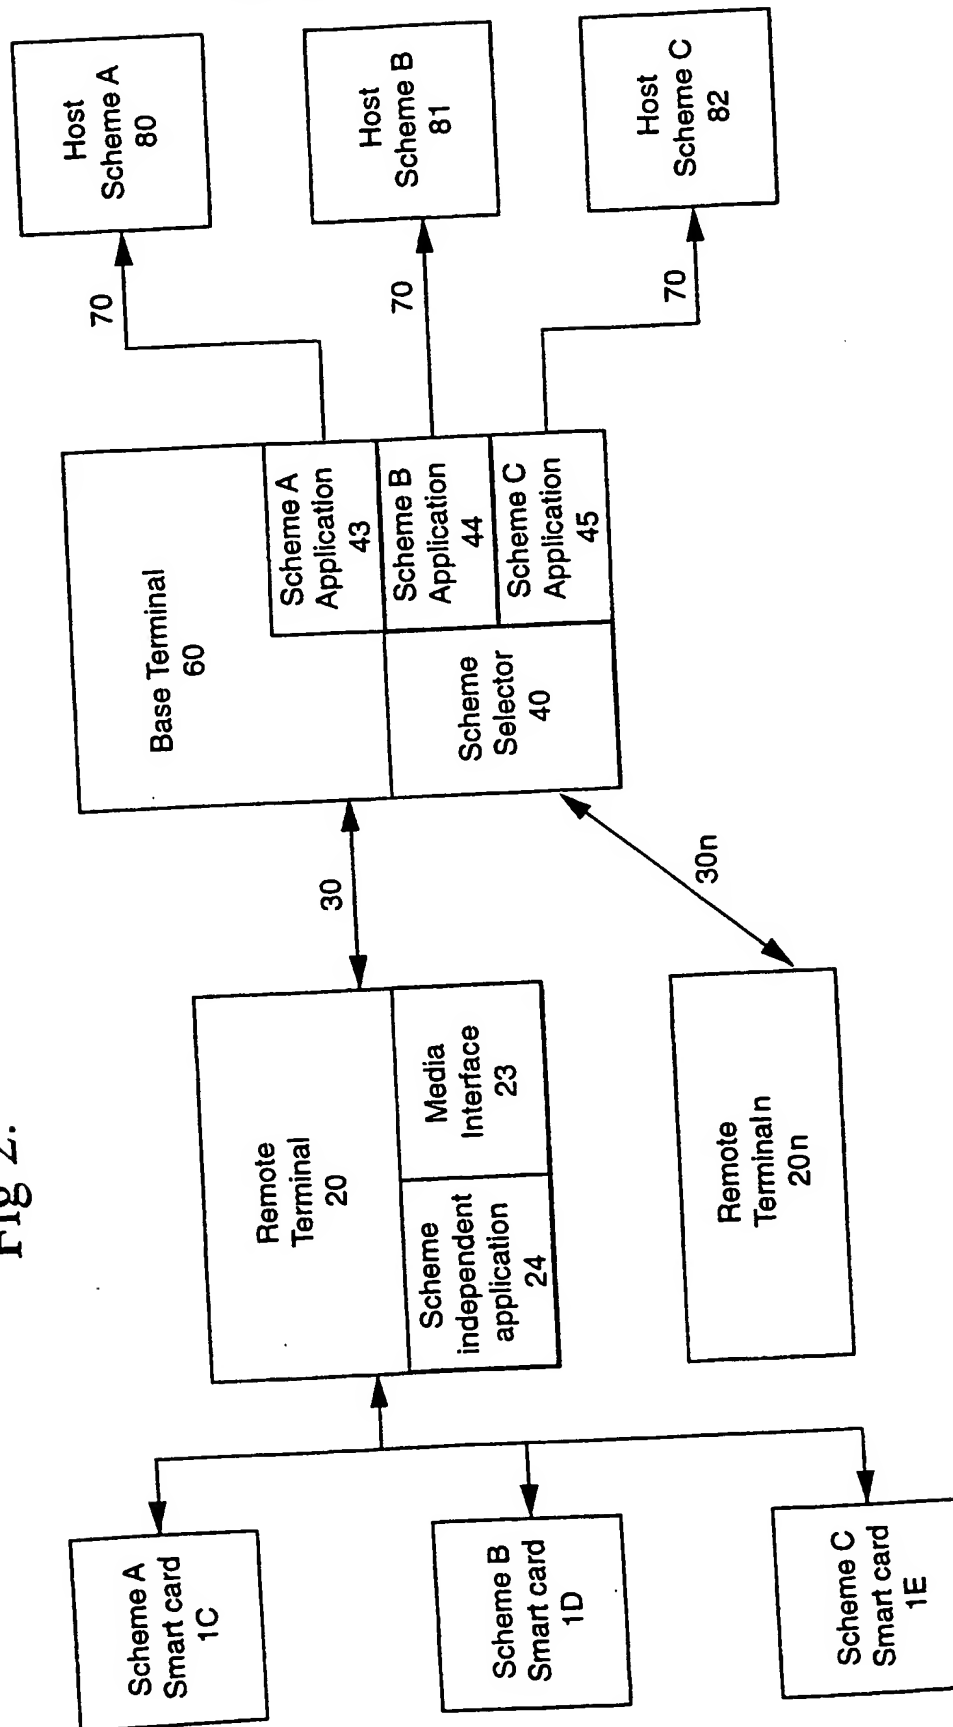 Fig 2.
Scheme A
Smart card
1C
Scheme B
Smart card
1D
Scheme C
Smart card
1E
Remote
Terminal
20
Scheme
independent
application
24
Media
Interface
23
Remote
Terminaln
20n
30
30n
Base Terminal
60
Scheme
Selector
40
Scheme A
Application
43
Scheme B
Application
44
Scheme C
Application
45
70
70
70
Host
Scheme A
80
Host
Scheme B
81
Host
Scheme C
82